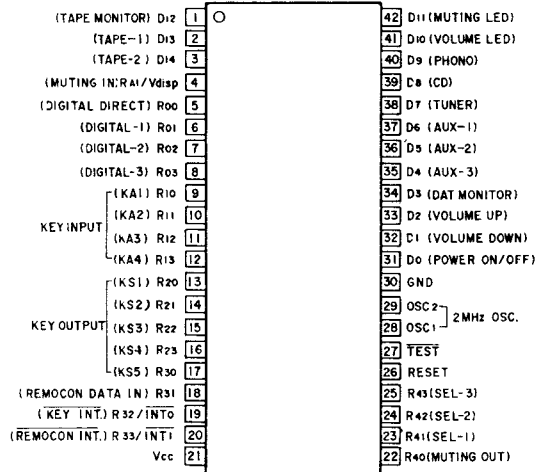 (TAPE MONITOR) D12 1
(TAPE-1) D13 2
(TAPE-2) D14 3
(MUTING IN) RA1/Vdisp 4
(DIGITAL DIRECT) R00 5
(DIGITAL-1) R01 6
(DIGITAL-2) R02 7
(DIGITAL-3) R03 8
KEY INPUT
(KA1) R10 9
(KA2) R11 10
(KA3) R12 11
(KA4) R13 12
KEY OUTPUT
(KS1) R20 13
(KS2) R21 14
(KS3) R22 15
(KS4) R23 16
(KS5) R30 17
(REMOCON DATA IN) R31 18
(KEY INT.) R32/INT0 19
(REMOCON INT.) R33/INT1 20
Vcc 21
42 D11 (MUTING LED)
41 D10 (VOLUME LED)
40 D9 (PHONO)
39 D8 (CD)
38 D7 (TUNER)
37 D6 (AUX-1)
36 D5 (AUX-2)
35 D4 (AUX-3)
34 D3 (DAT MONITOR)
33 D2 (VOLUME UP)
32 D1 (VOLUME DOWN)
31 D0 (POWER ON/OFF)
30 GND
29 OSC2
28 OSC1
2MHz OSC.
27 TEST
26 RESET
25 R43(SEL-3)
24 R42(SEL-2)
23 R41(SEL-1)
22 R40(MUTING OUT)